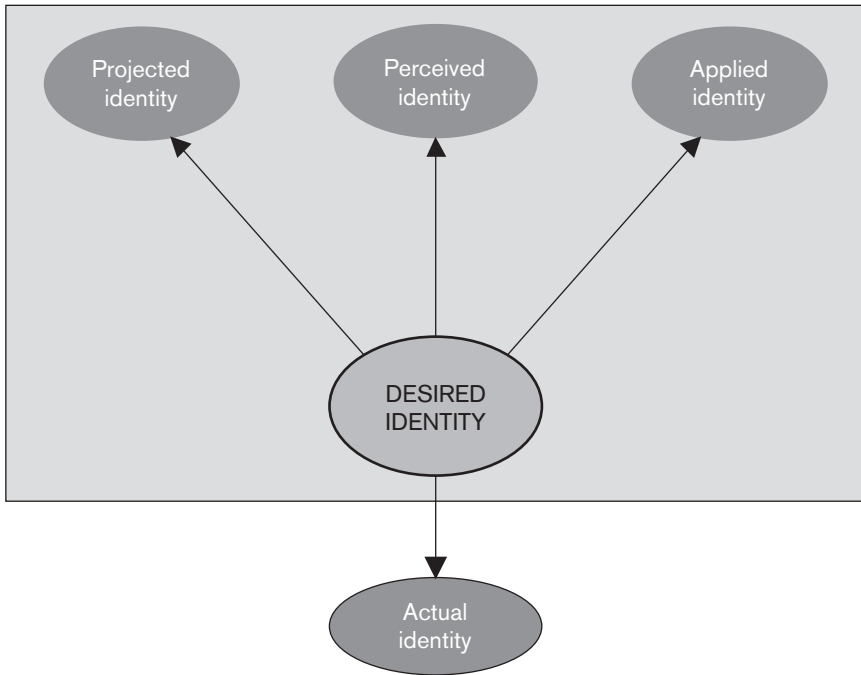 Projected
identity
Perceived
identity
Applied
identity
DESIRED
IDENTITY
Actual
identity